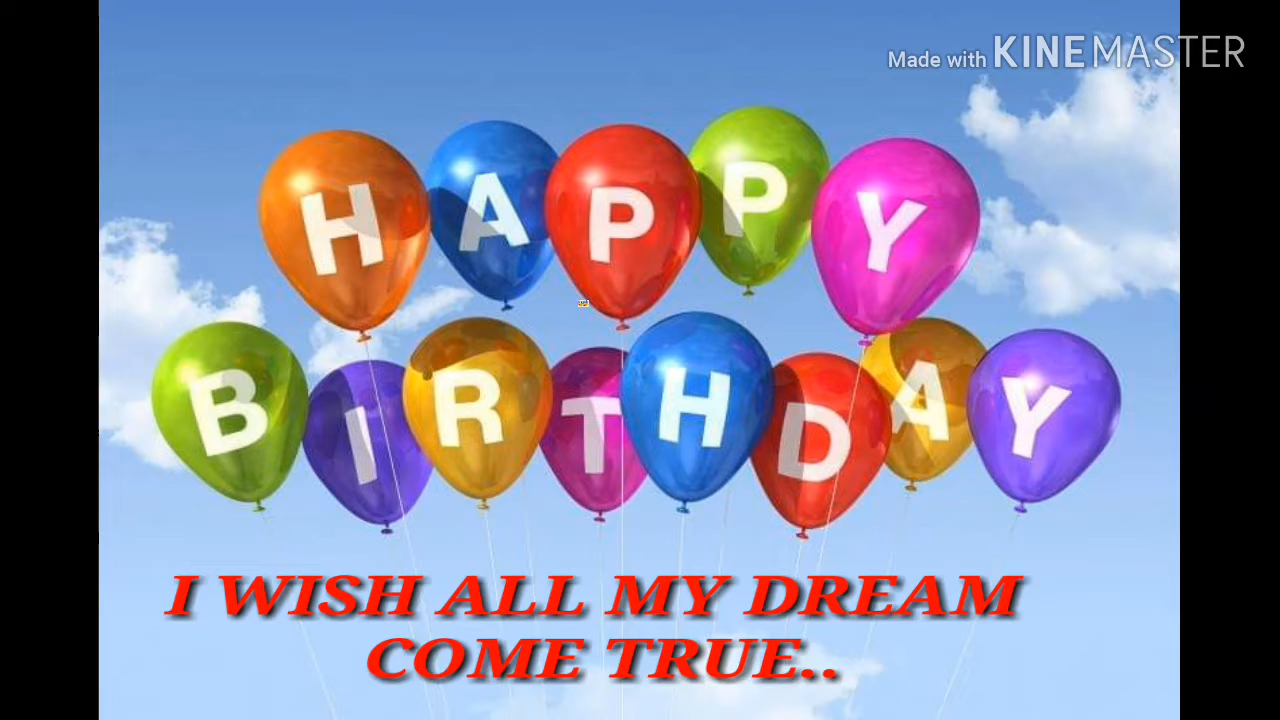 Made with KINEMASTER
HAPPY
BIRTHDAY
I WISH ALL MY DREAM
COME TRUE..